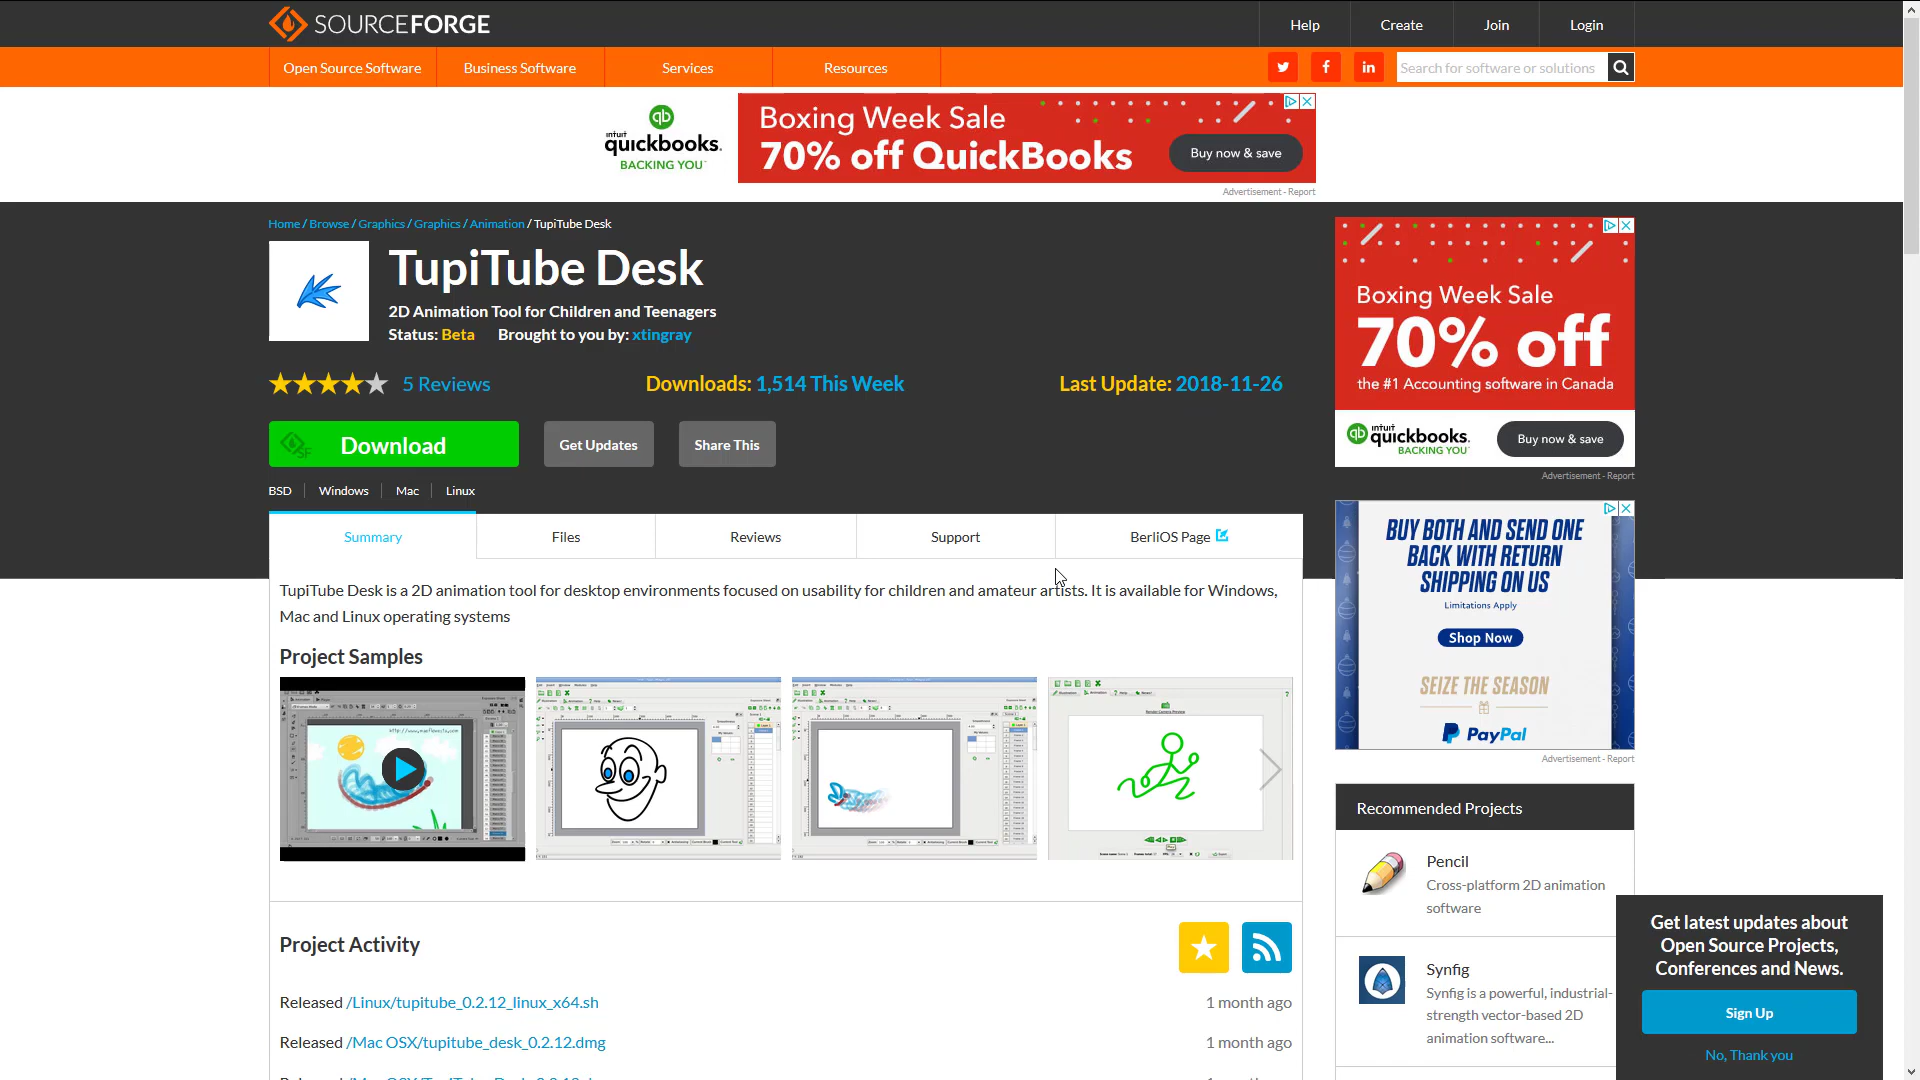 SOURCEFORGE
Help
Create
Join
Login
Open Source Software
Business Software
Services
Resources
Search for software or solutions
intuit
quickbooks.
BACKING YOU™
Boxing Week Sale
70% off QuickBooks
Buy now & save
Advertisement - Report
Home / Browse / Graphics / Graphics / Animation / TupiTube Desk
TupiTube Desk
2D Animation Tool for Children and Teenagers
Status: Beta
Brought to you by: xtingray
5 Reviews
Downloads: 1,514 This Week
Last Update: 2018-11-26
Download
Get Updates
Share This
BSD
Windows
Mac
Linux
Summary
Files
Reviews
Support
BerliOS Page
TupiTube Desk is a 2D animation tool for desktop environments focused on usability for children and amateur artists. It is available for Windows,
Mac and Linux operating systems
Project Samples
Project Activity
Released /Linux/tupitube_0.2.12_linux_x64.sh
1 month ago
Released /Mac OSX/tupitube_desk_0.2.12.dmg
1 month ago
Boxing Week Sale
70% off
the #1 Accounting software in Canada
intuit
quickbooks.
BACKING YOU™
Buy now & save
Advertisement - Report
BUY BOTH AND SEND ONE
BACK WITH RETURN
SHIPPING ON US
Limitations Apply
Shop Now
SEIZE THE SEASON
PayPal
Advertisement - Report
Recommended Projects
Pencil
Cross-platform 2D animation
software
Synfig
Synfig is a powerful, industrial-
strength vector-based 2D
animation software...
Get latest updates about
Open Source Projects,
Conferences and News.
Sign Up
No, Thank you